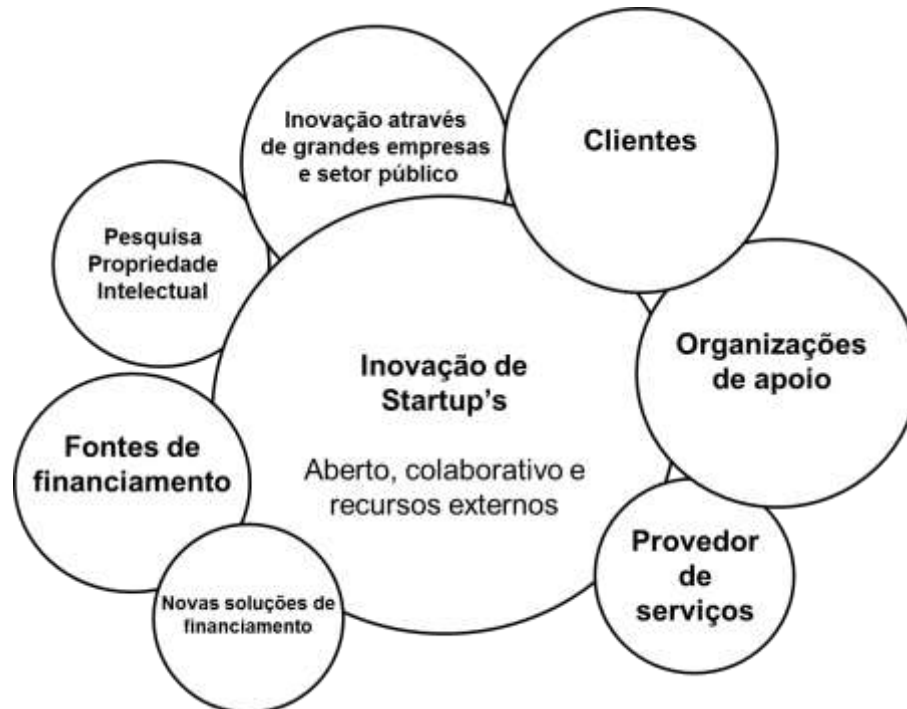 Inovação através
de grandes empresas
e setor público
Clientes
Pesquisa
Propriedade
Intelectual
Organizações
de apoio
Inovação de
Startup's
Aberto, colaborativo e
recursos externos
Fontes de
financiamento
Provedor
de
serviços
Novas soluções de
financiamento